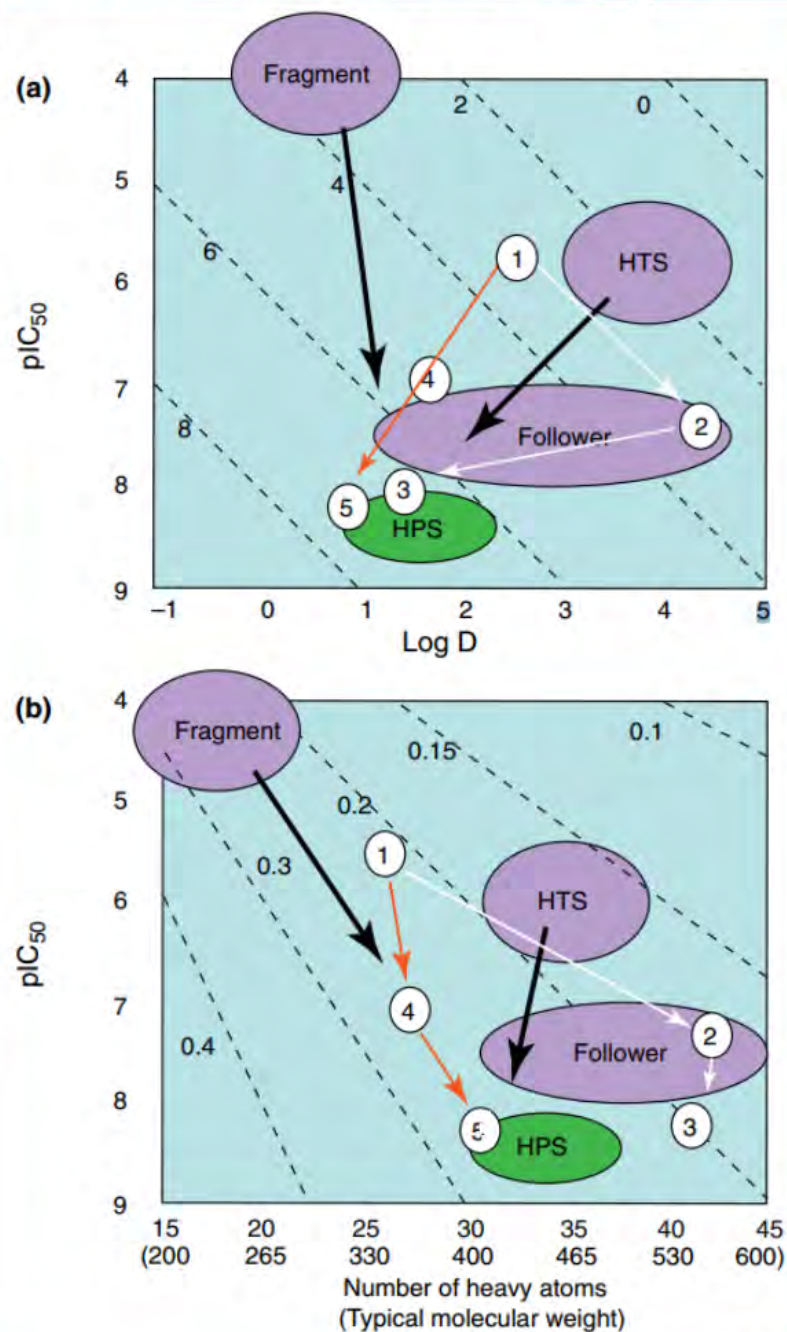 (a)
Fragment
4
2
0
5
4
1
HTS
6
6
pIC50
7
4
Follower
2
8
8
5
3
HPS
9
–1 0 1 2 3 4 5
Log D
(b)
4
Fragment
0.15
0.1
5
0.2
1
0.3
6
HTS
pIC50
7
4
0.4
Follower
2
8
5
HPS
3
9
15 20 25 30 35 40 45
(200 265 330 400 465 530 600)
Number of heavy atoms
(Typical molecular weight)